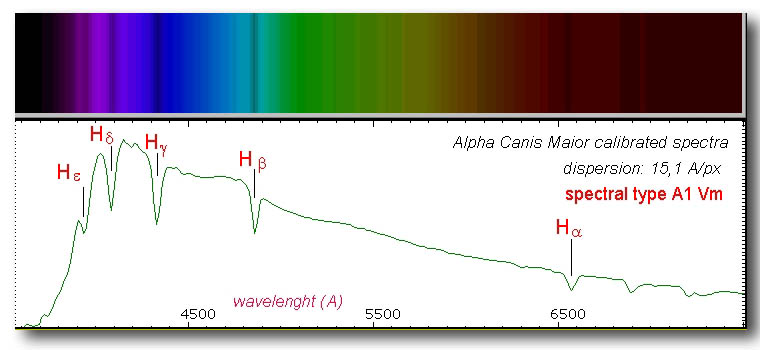 Alpha Canis Maior calibrated spectra
dispersion: 15,1 A/px
spectral type A1 Vm
Hε
Hδ
Hγ
Hβ
Hα
wavelenght (A)
4500 5500 6500